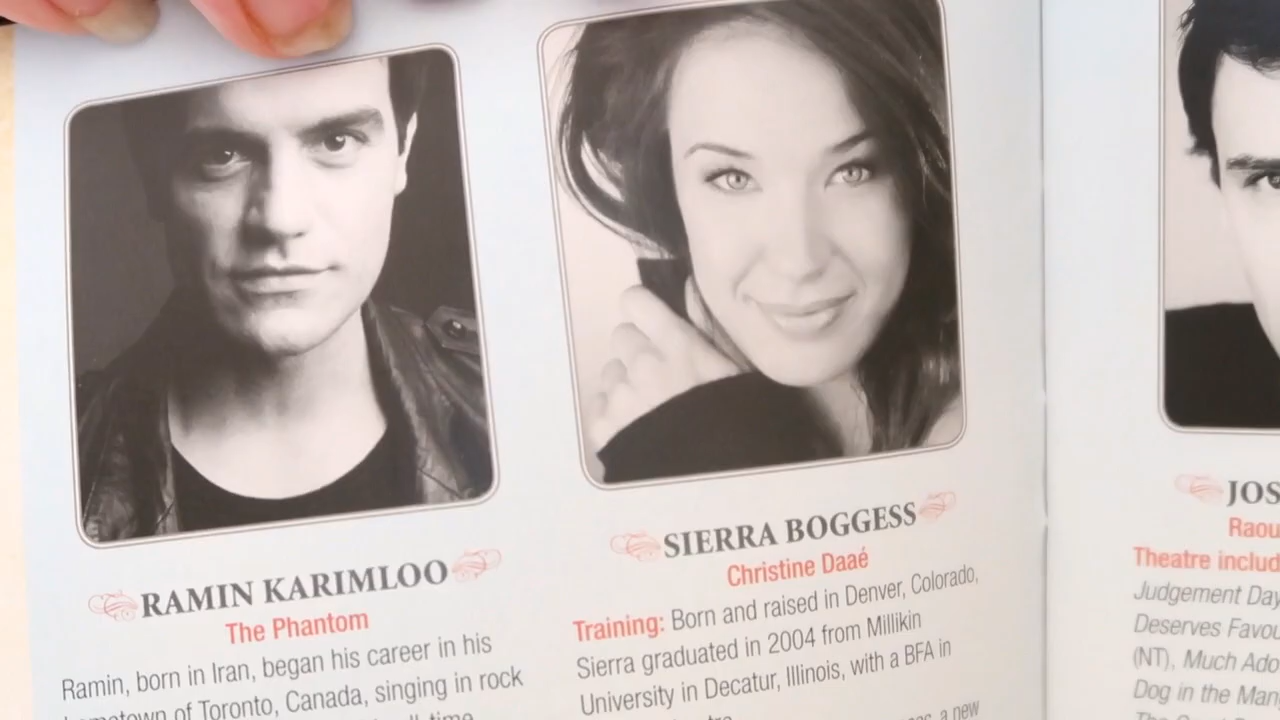 RAMIN KARIMLOO
The Phantom
Ramin, born in Iran, began his career in his
hometown of Toronto, Canada, singing in rock
SIERRA BOGGESS
Christine Daaé
Training: Born and raised in Denver, Colorado,
Sierra graduated in 2004 from Millikin
University in Decatur, Illinois, with a BFA in
a new
JOS
Raou
Theatre includ
Judgement Day
Deserves Favou
(NT), Much Ado
Dog in the Man